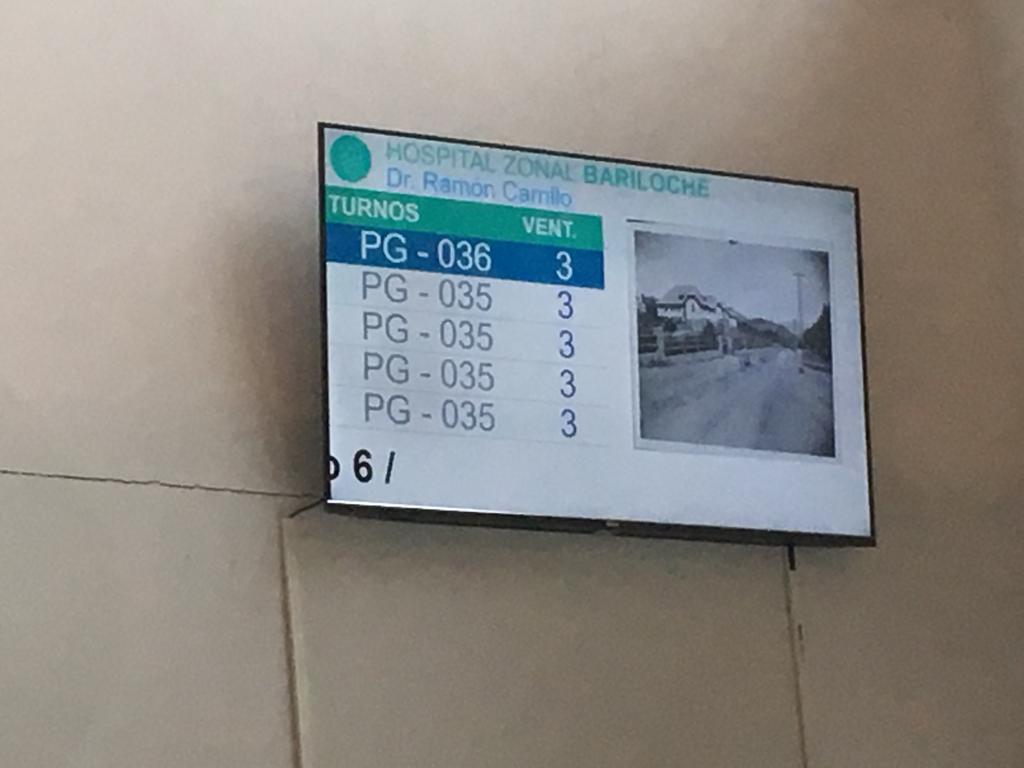 HOSPITAL ZONAL BARILOCHE
Dr. Ramón Carrillo
TURNOS VENT.
PG - 036 3
PG - 035 3
PG - 035 3
PG - 035 3
PG - 035 3
o 6 /